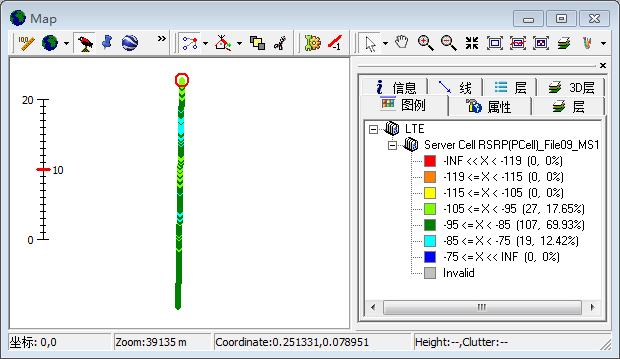 Map
10.0
-1
20
10
0
信息
线
层
3D层
图例
属性
层
LTE
Server Cell RSRP(PCell)_File09_MS1
-INF << X < -119 (0, 0%)
-119 <= X < -115 (0, 0%)
-115 <= X < -105 (0, 0%)
-105 <= X < -95 (27, 17.65%)
-95 <= X < -85 (107, 69.93%)
-85 <= X < -75 (19, 12.42%)
-75 <= X << INF (0, 0%)
Invalid
坐标: 0,0
Zoom:39135 m
Coordinate:0.251331,0.078951
Height:--,Clutter:--